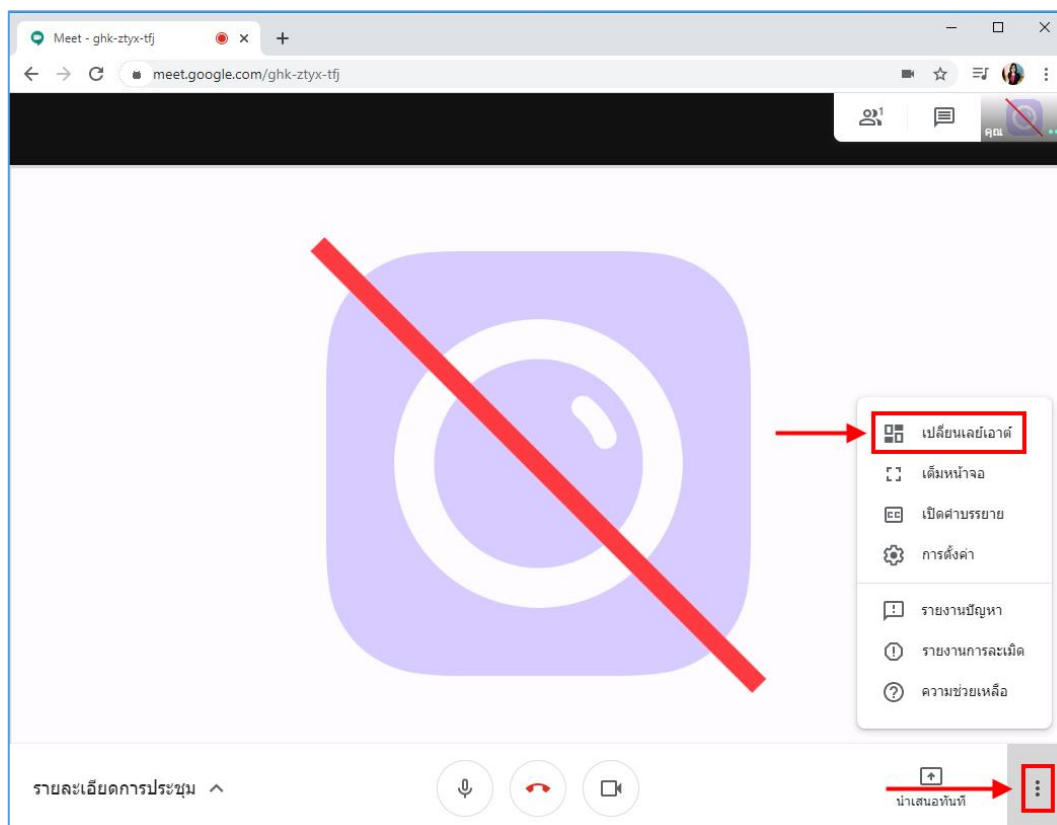 Meet - ghk-ztyx-tfj
meet.google.com/ghk-ztyx-tfj
1
คุณ
เปลี่ยนเลย์เอาต์
เต็มหน้าจอ
CC เปิดคำบรรยาย
การตั้งค่า
รายงานปัญหา
รายงานการละเมิด
ความช่วยเหลือ
รายละเอียดการประชุม
นำเสนอทันที